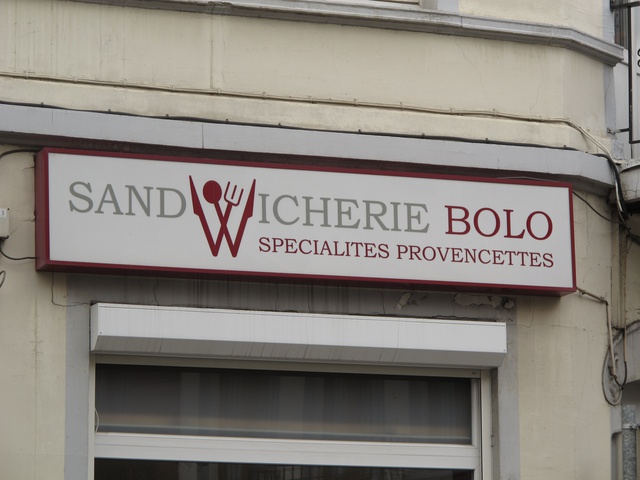 SANDWICHERIE BOLO
SPECIALITES PROVENCETTES